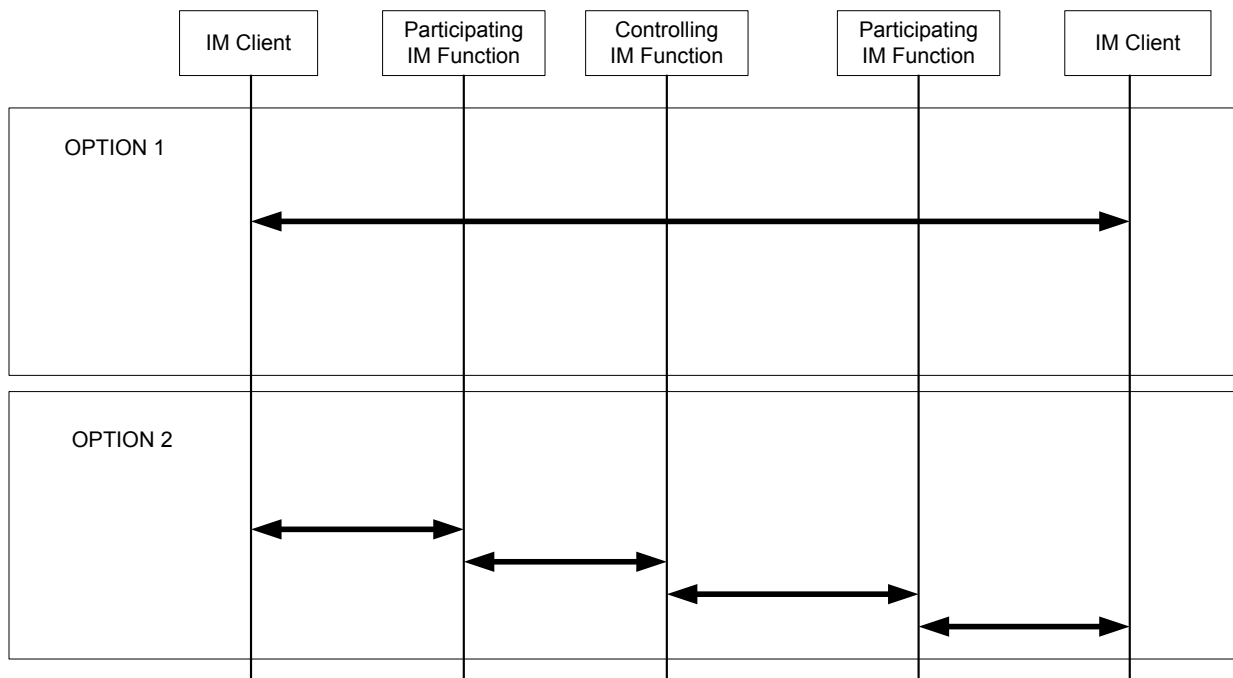 IM Client
Participating
IM Function
Controlling
IM Function
Participating
IM Function
IM Client
OPTION 1
OPTION 2